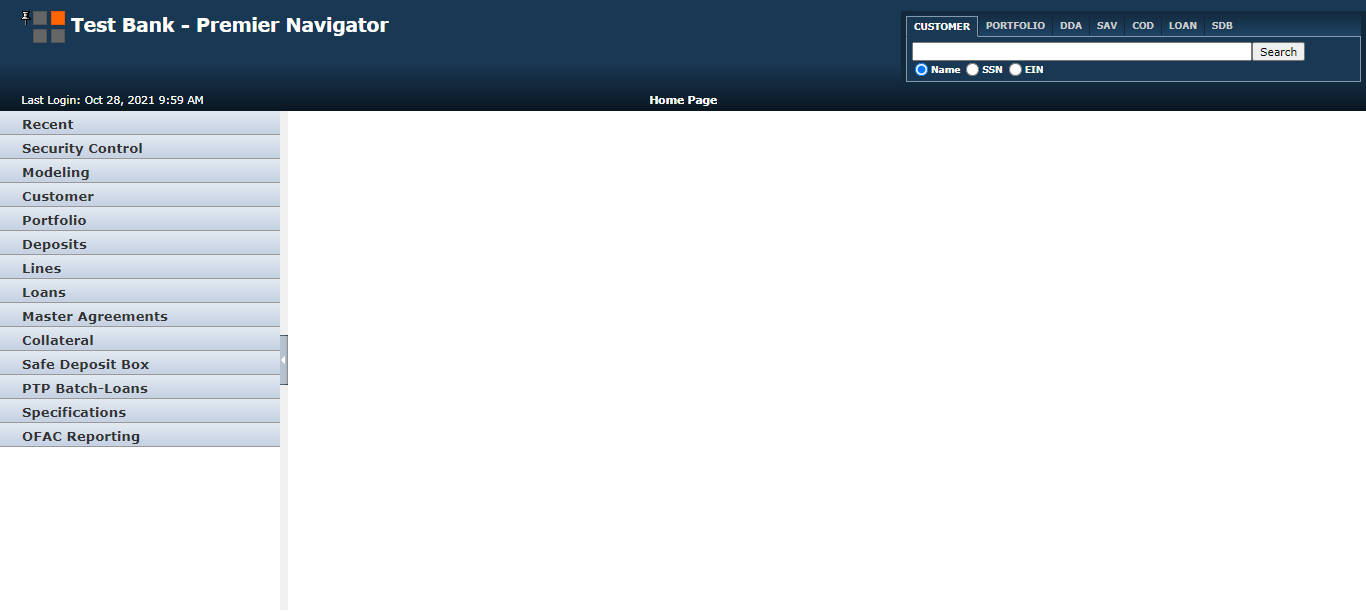 Test Bank - Premier Navigator
CUSTOMER PORTFOLIO DDA SAV COD LOAN SDB
Search
Name SSN EIN
Last Login: Oct 28, 2021 9:59 AM
Home Page
Recent
Security Control
Modeling
Customer
Portfolio
Deposits
Lines
Loans
Master Agreements
Collateral
Safe Deposit Box
PTP Batch-Loans
Specifications
OFAC Reporting